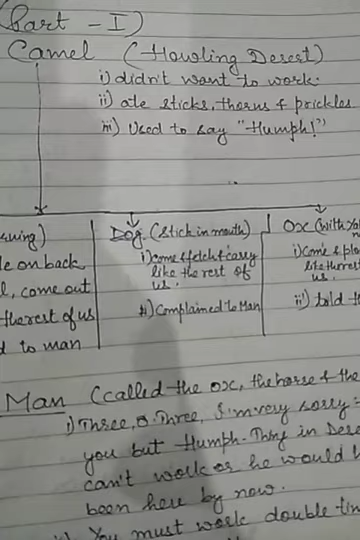 (Part - I)
Camel (Howling Desert)
i) didn't want to work.
ii) ate sticks, thorns & prickles
iii) Used to say "Humph!"
Dog (stick in mouth)
i) come & fetch & carry
like the rest of
us.
ii) Complained to Man
Ox (with
i) Come &
like the rest
us.
ii) told
on back
come out
the rest of us
to man
Man (called the ox, the horse & the
i) Three, O Three, I'm very sorry
you but Humph-Thing in
can't work or he would
been here by now.
You must work double